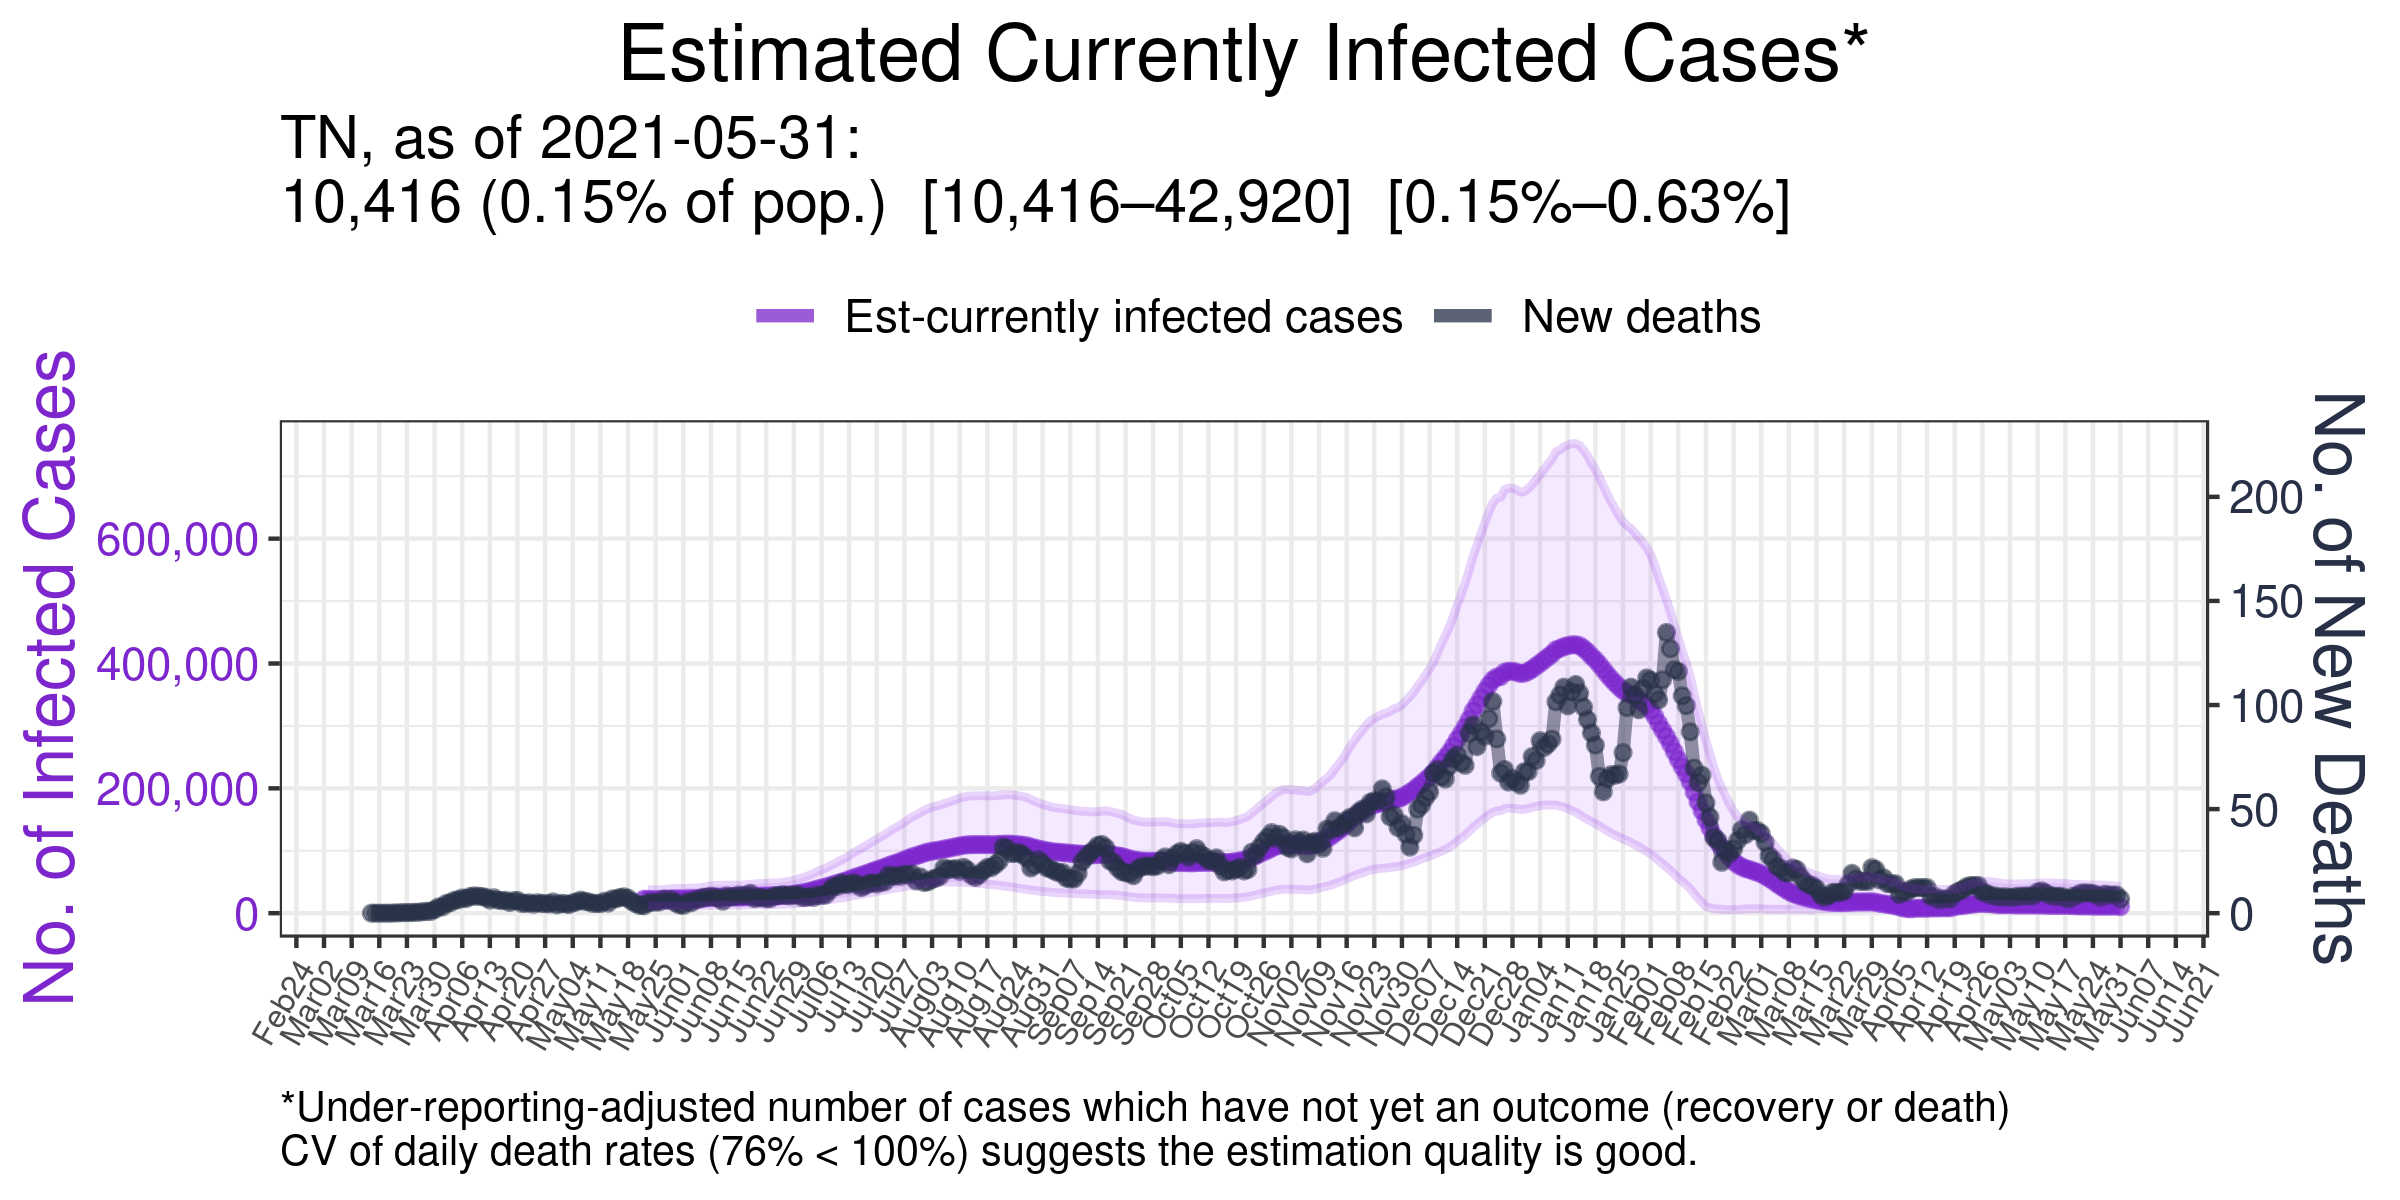 Estimated Currently Infected Cases*
TN, as of 2021-05-31:
10,416 (0.15% of pop.) [10,416–42,920] [0.15%–0.63%]
Est-currently infected cases New deaths
No. of Infected Cases
600,000
400,000
200,000
0
No. of New Deaths
200
150
100
50
0
Feb24 Mar02 Mar09 Mar16 Mar23 Mar30 Apr06 Apr13 Apr20 Apr27 May04 May11 May18 May25 Jun01 Jun08 Jun15 Jun22 Jun29 Jul06 Jul13 Jul20 Jul27 Aug03 Aug10 Aug17 Aug24 Aug31 Sep07 Sep14 Sep21 Sep28 Oct05 Oct12 Oct19 Oct26 Nov02 Nov09 Nov16 Nov23 Nov30 Dec07 Dec14 Dec21 Dec28 Jan04 Jan11 Jan18 Jan25 Feb01 Feb08 Feb15 Feb22 Mar01 Mar08 Mar15 Mar22 Mar29 Apr05 Apr12 Apr19 Apr26 May03 May10 May17 May24 May31 Jun07 Jun14 Jun21
*Under-reporting-adjusted number of cases which have not yet an outcome (recovery or death)
CV of daily death rates (76% < 100%) suggests the estimation quality is good.